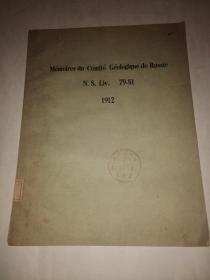 Mémoires du Comité Géologique de Russie
N. S. Liv. 79-81
1912